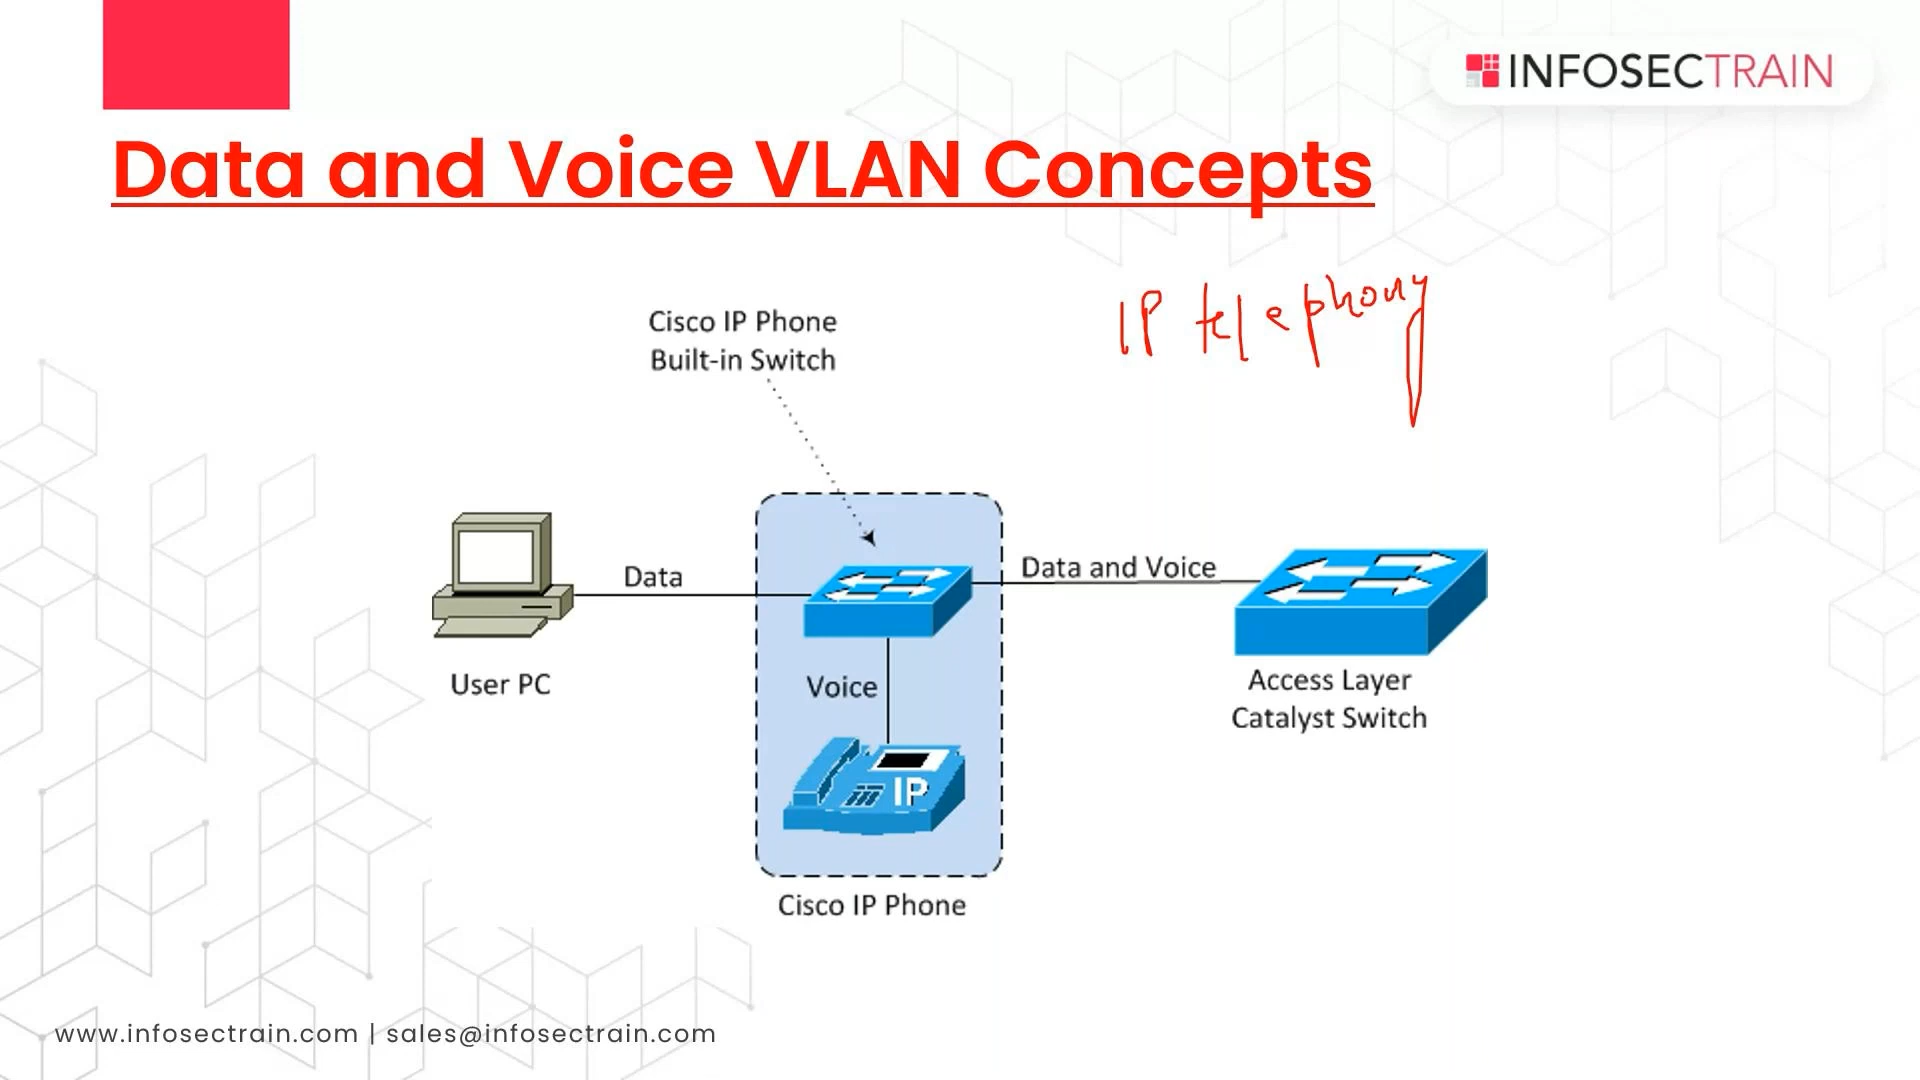 INFOSECTRAIN
Data and Voice VLAN Concepts
IP telephony
Cisco IP Phone
Built-in Switch
Data
Data and Voice
User PC
Voice
IP
Access Layer
Catalyst Switch
Cisco IP Phone
www.infosectrain.com | sales@infosectrain.com